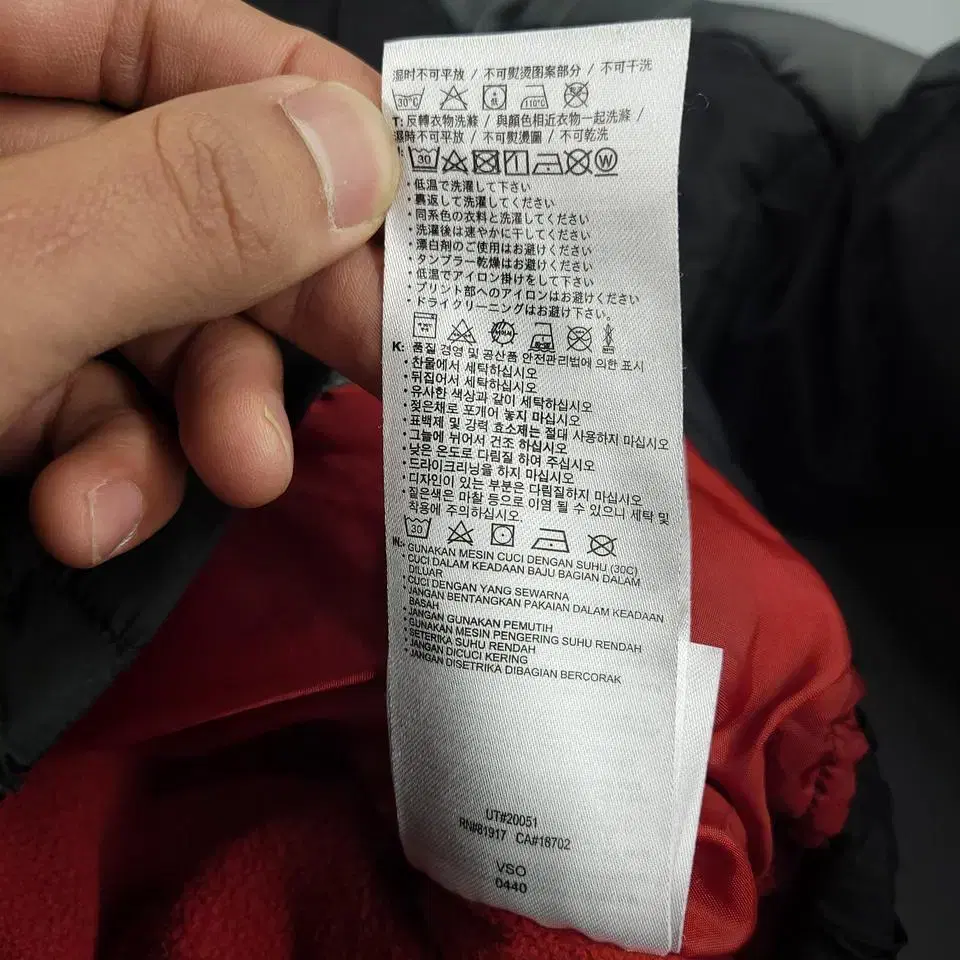 湿时不可平放 / 不可熨烫图案部分 / 不可干洗
30°C 110°C
T: 反轉衣物洗滌 / 與顏色相近衣物一起洗滌 /
濕時不可平放 / 不可熨燙圖 / 不可乾洗
30 W
・低温で洗濯して下さい
・裏返して洗濯してください
・同系色の衣料と洗濯してください
・洗濯後は速やかに干してください
・漂白剤のご使用はお避けください
・タンブラー乾燥はお避けください
・低温でアイロン掛けをして下さい
・プリント部へのアイロンはお避けください
・ドライクリーニングはお避け下さい。
K: 품질 경영 및 공산품 안전관리법에 의한 표시
・찬물에서 세탁하십시오
・뒤집어서 세탁하십시오
・유사한 색상과 같이 세탁하십시오
・젖은채로 포개어 놓지 마십시오
・표백제 및 강력 효소제는 절대 사용하지 마십시오
・그늘에 뉘어서 건조 하십시오
・낮은 온도로 다림질 하여 주십시오
・드라이크리닝을 하지 마십시오
・디자인이 있는 부분은 다림질하지 마십시오
・짙은색은 마찰 등으로 이염 될 수 있으니 세탁 및
착용에 주의하십시오.
30
IN: ・GUNAKAN MESIN CUCI DENGAN SUHU (30C)
・CUCI DALAM KEADAAN BAJU BAGIAN DALAM
DILUAR
・CUCI DENGAN YANG SEWARNA
・JANGAN BENTANGKAN PAKAIAN DALAM KEADAAN
BASAH
・JANGAN GUNAKAN PEMUTIH
・GUNAKAN MESIN PENGERING SUHU RENDAH
・SETERIKA SUHU RENDAH
・JANGAN DICUCI KERING
・JANGAN DISETRIKA DIBAGIAN BERCORAK
UT#20051
RN#81917 CA#18702
VSO
0440